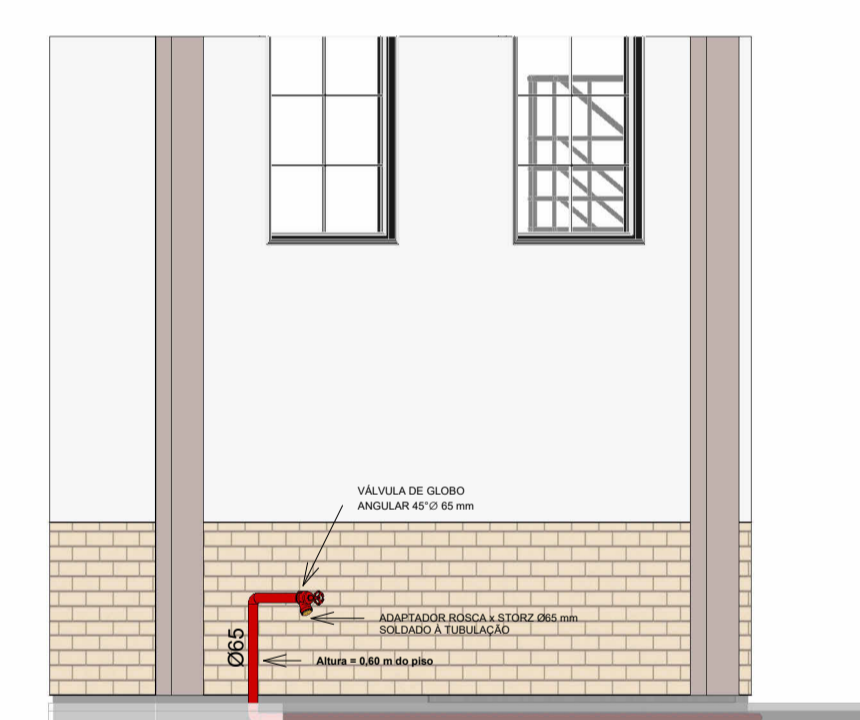 VÁLVULA DE GLOBO
ANGULAR 45°Ø 65 mm
ADAPTADOR ROSCA x STORZ Ø65 mm
SOLDADO À TUBULAÇÃO
Ø65
Altura = 0,60 m do piso